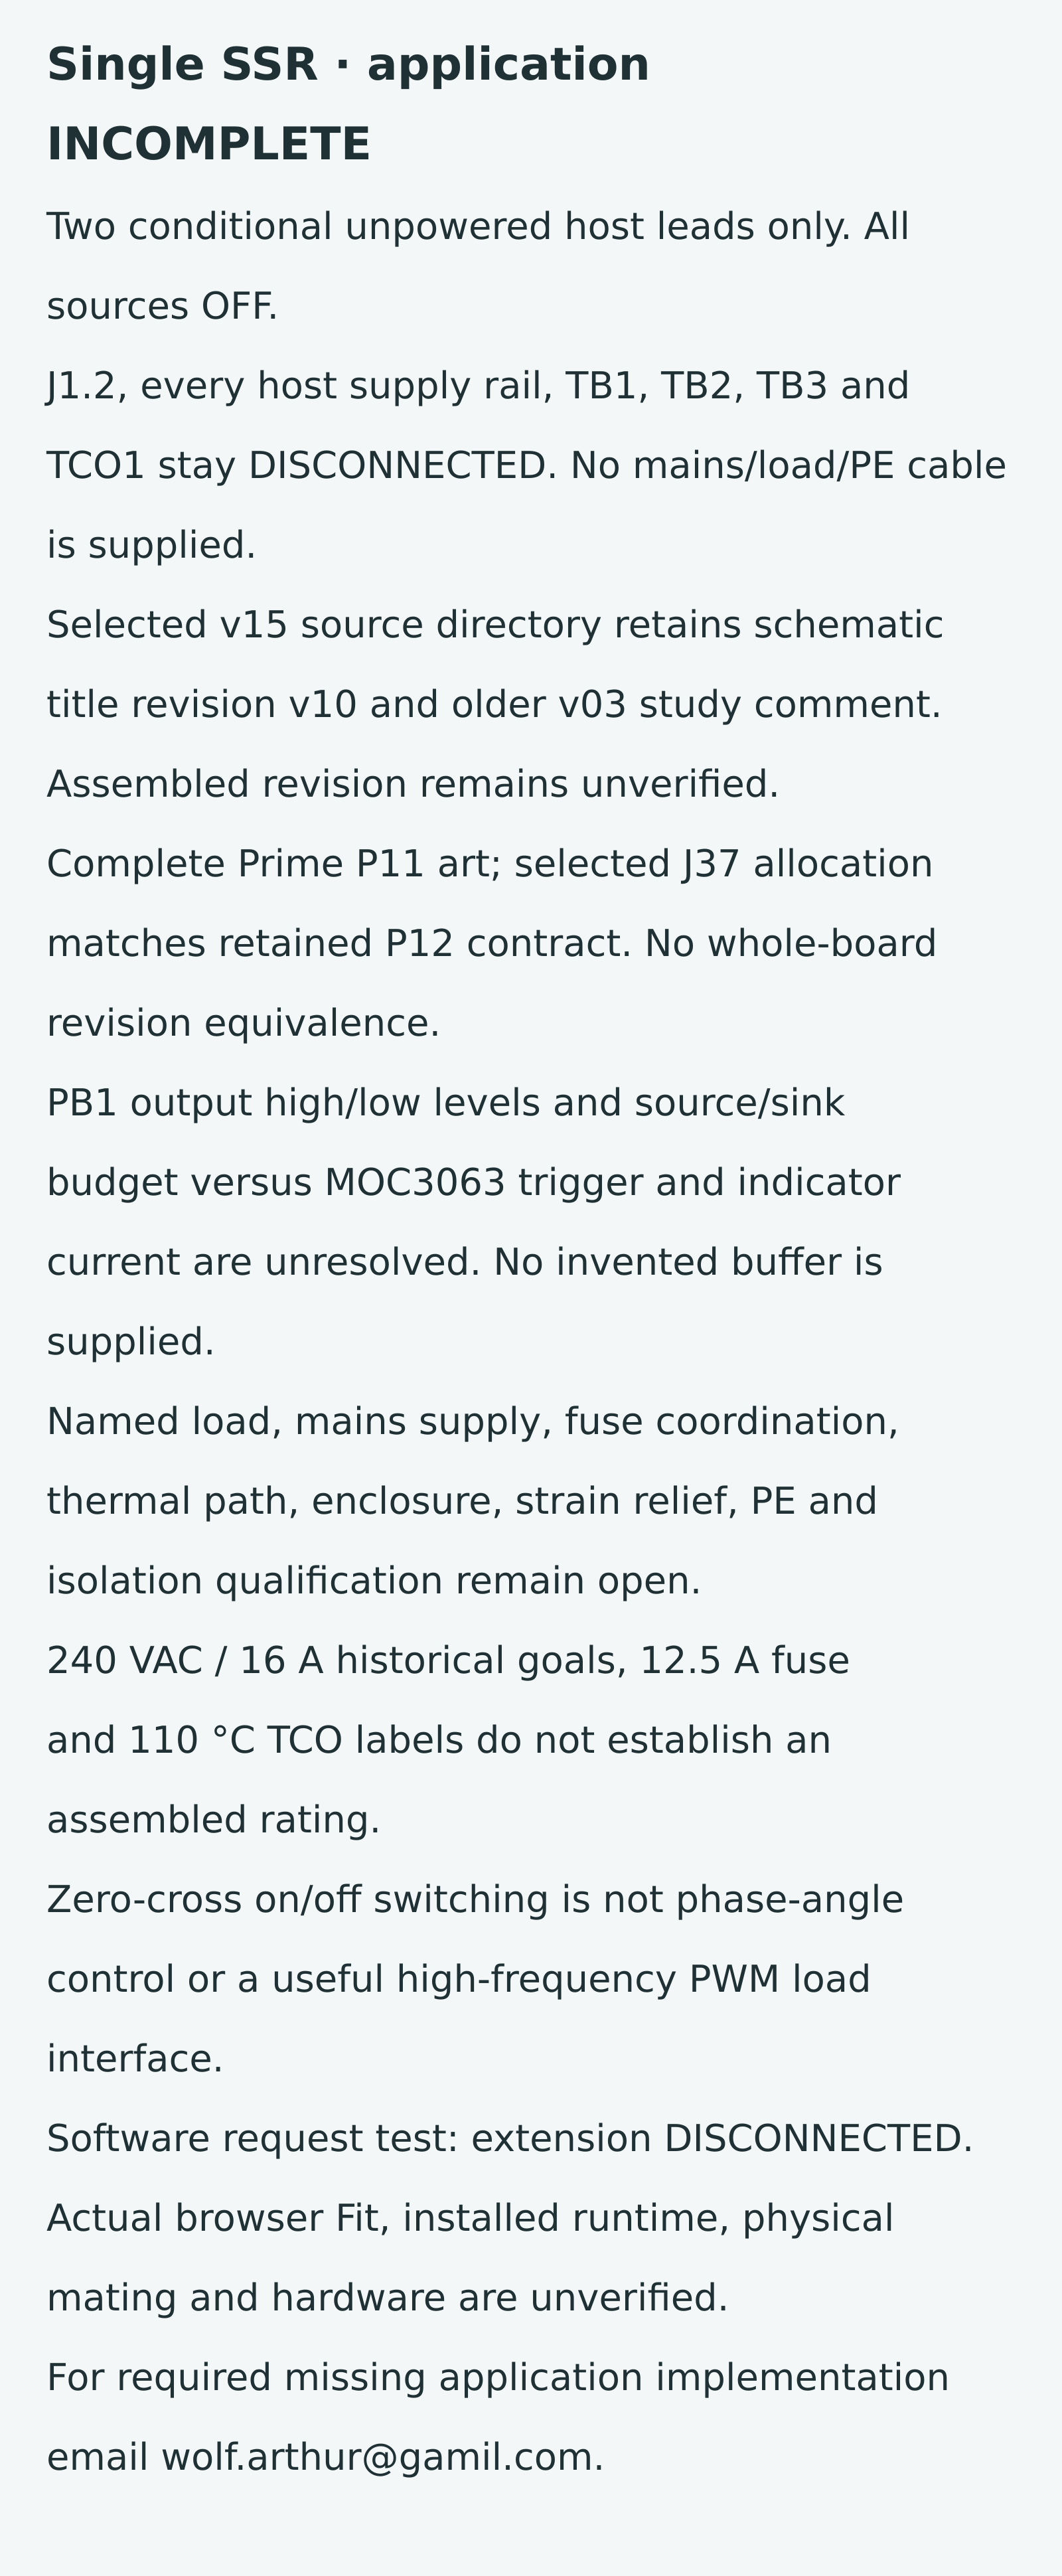 Single SSR · application
INCOMPLETE
Two conditional unpowered host leads only. All
sources OFF.
J1.2, every host supply rail, TB1, TB2, TB3 and
TCO1 stay DISCONNECTED. No mains/load/PE cable
is supplied.
Selected v15 source directory retains schematic
title revision v10 and older v03 study comment.
Assembled revision remains unverified.
Complete Prime P11 art; selected J37 allocation
matches retained P12 contract. No whole-board
revision equivalence.
PB1 output high/low levels and source/sink
budget versus MOC3063 trigger and indicator
current are unresolved. No invented buffer is
supplied.
Named load, mains supply, fuse coordination,
thermal path, enclosure, strain relief, PE and
isolation qualification remain open.
240 VAC / 16 A historical goals, 12.5 A fuse
and 110 °C TCO labels do not establish an
assembled rating.
Zero-cross on/off switching is not phase-angle
control or a useful high-frequency PWM load
interface.
Software request test: extension DISCONNECTED.
Actual browser Fit, installed runtime, physical
mating and hardware are unverified.
For required missing application implementation
email wolf.arthur@gamil.com.